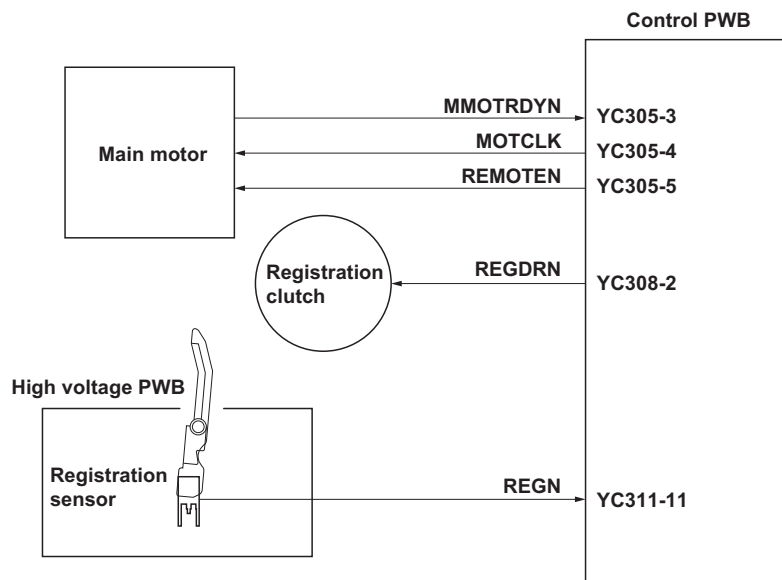 Control PWB
MMOTRDYN
YC305-3
Main motor
MOTCLK
YC305-4
REMOTEN
YC305-5
Registration
clutch
REGDRN
YC308-2
High voltage PWB
Registration
sensor
REGN
YC311-11